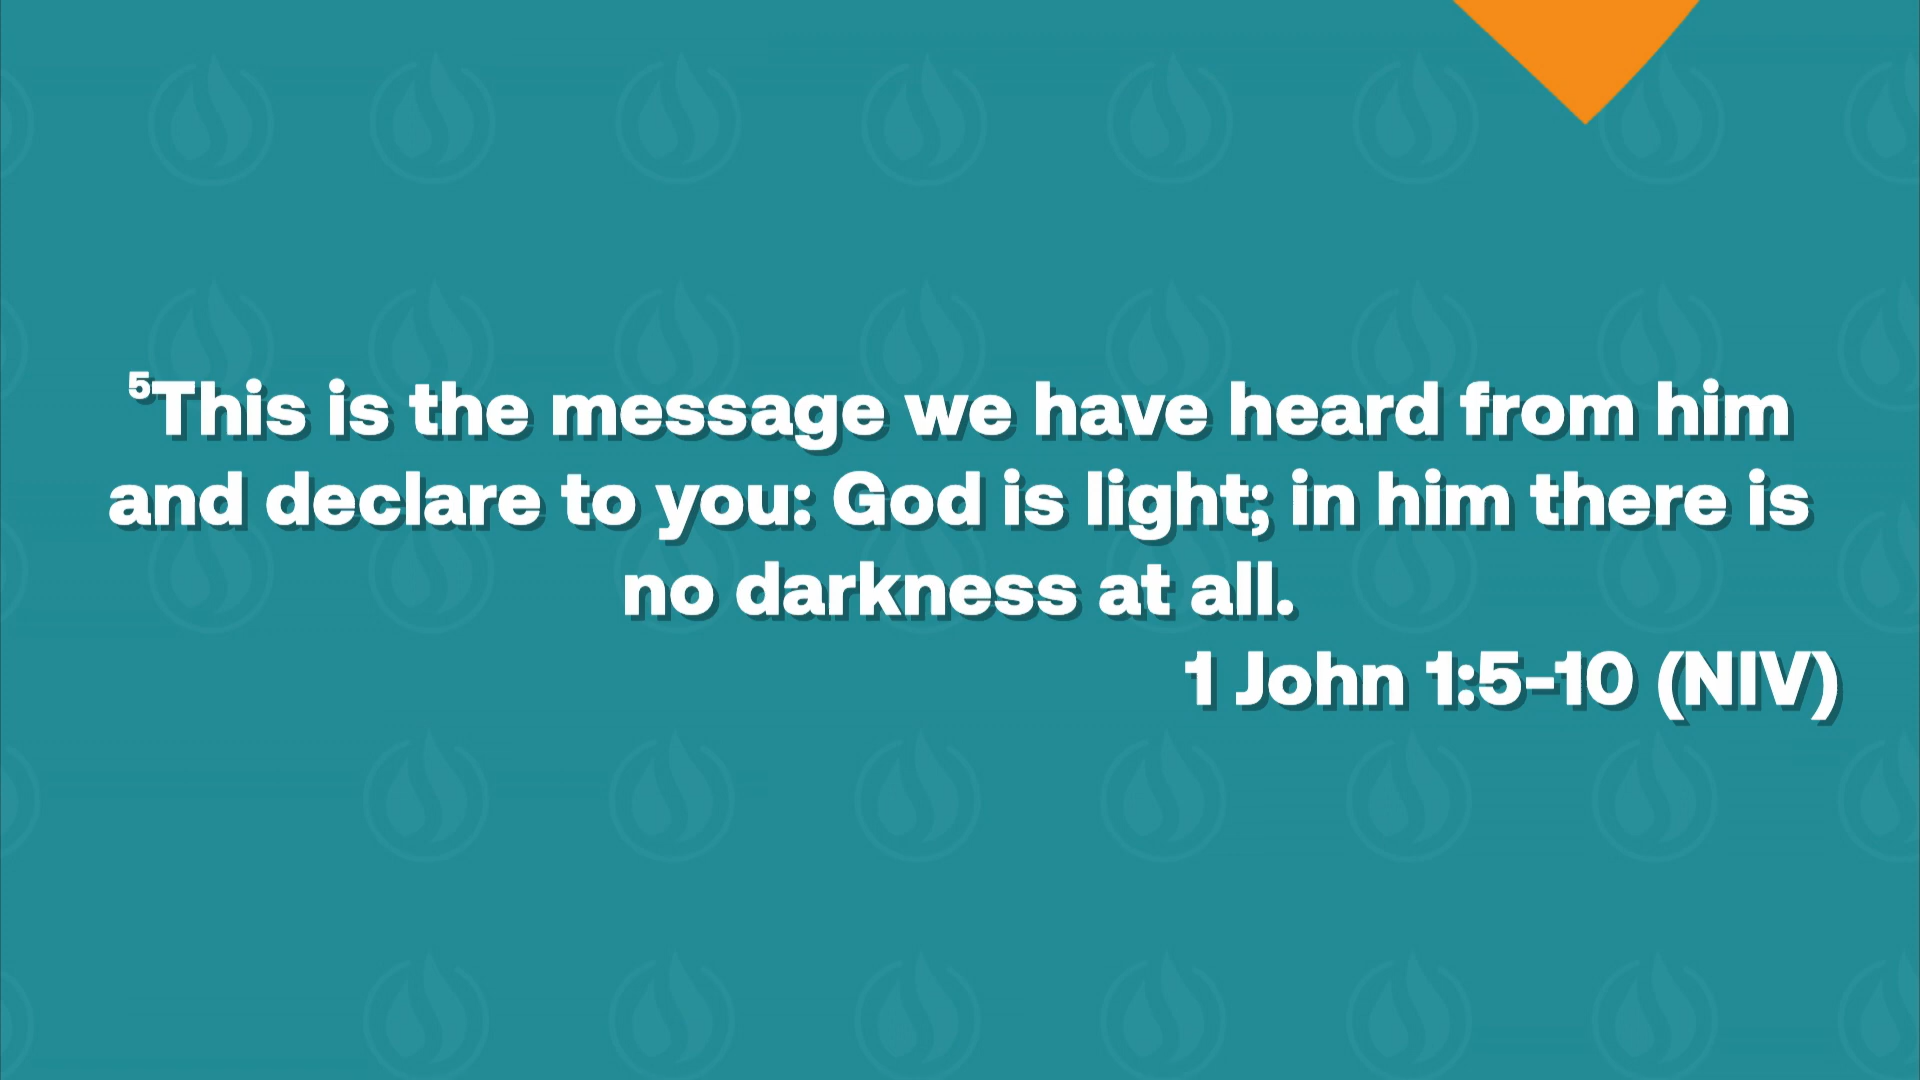 ⁵This is the message we have heard from him
and declare to you: God is light; in him there is
no darkness at all.
1 John 1:5-10 (NIV)